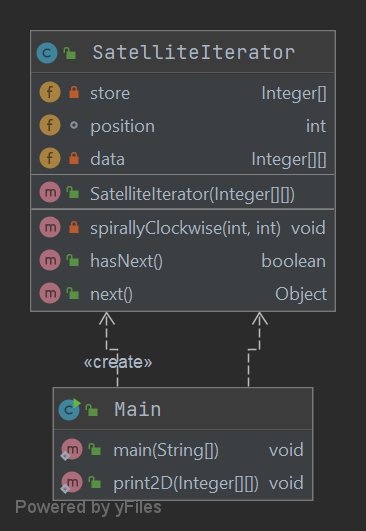 SatelliteIterator
store Integer[]
position int
data Integer[][]
SatelliteIterator(Integer[][])
spirallyClockwise(int, int) void
hasNext() boolean
next() Object
«create»
Main
main(String[]) void
print2D(Integer[][]) void
Powered by yFiles